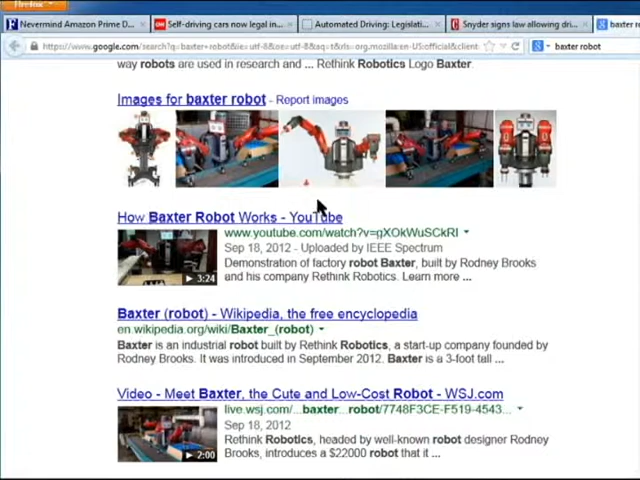 Firefox
Nevermind Amazon Prime D...
Self-driving cars now legal in...
Automated Driving: Legislati...
Snyder signs law allowing dri...
baxter ro
https://www.google.com/search?q=baxter+robot&ie=utf-8&oe=utf-8&aq=t&rls=org.mozilla:en-US:official&client
baxter robot
way robots are used in research and ... Rethink Robotics Logo Baxter.
Images for baxter robot - Report images
How Baxter Robot Works - YouTube
www.youtube.com/watch?v=gXOkWuSCkRI
Sep 18, 2012 - Uploaded by IEEE Spectrum
Demonstration of factory robot Baxter, built by Rodney Brooks
and his company Rethink Robotics. Learn more ...
3:24
Baxter (robot) - Wikipedia, the free encyclopedia
en.wikipedia.org/wiki/Baxter_(robot)
Baxter is an industrial robot built by Rethink Robotics, a start-up company founded by
Rodney Brooks. It was introduced in September 2012. Baxter is a 3-foot tall ...
Video - Meet Baxter, the Cute and Low-Cost Robot - WSJ.com
live.wsj.com/...baxter...robot/7748F3CE-F519-4543...
Sep 18, 2012
Rethink Robotics, headed by well-known robot designer Rodney
Brooks, introduces a $22000 robot that it ...
2:00